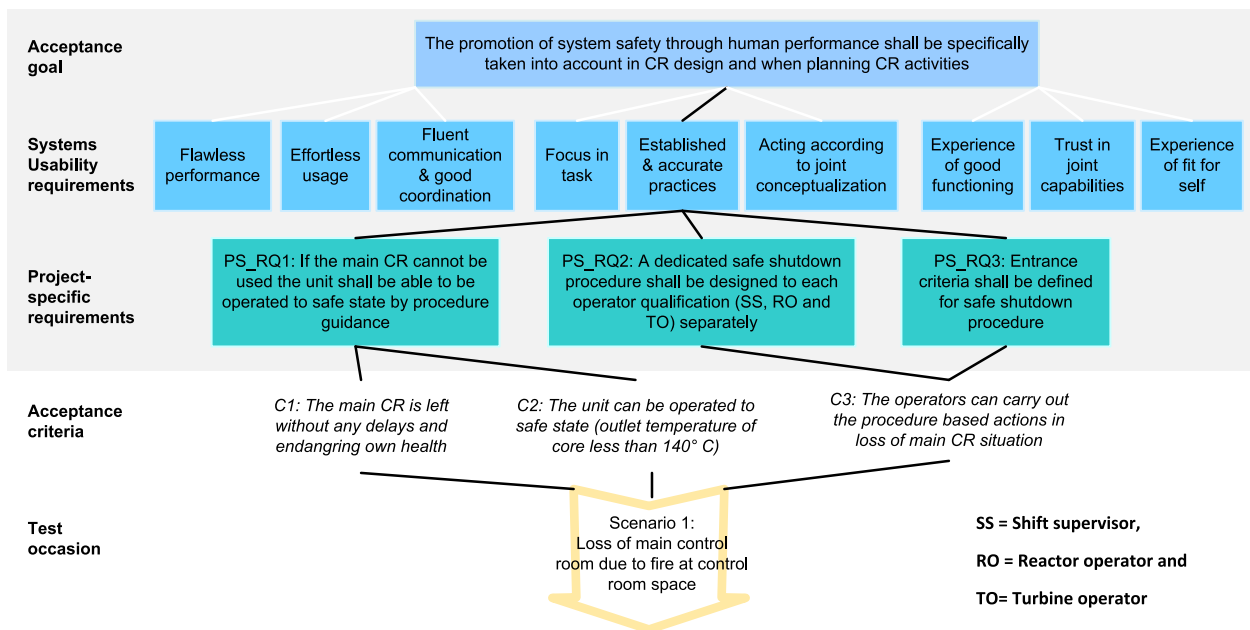 Acceptance
goal
The promotion of system safety through human performance shall be specifically
taken into account in CR design and when planning CR activities
Systems
Usability
requirements
Flawless
performance
Effortless
usage
Fluent
communication
& good
coordination
Focus in
task
Established
& accurate
practices
Acting according
to joint
conceptualization
Experience
of good
functioning
Trust in
joint
capabilities
Experience
of fit for
self
Project-
specific
requirements
PS_RQ1: If the main CR cannot be
used the unit shall be able to be
operated to safe state by procedure
guidance
PS_RQ2: A dedicated safe shutdown
procedure shall be designed to each
operator qualification (SS, RO and
TO) separately
PS_RQ3: Entrance
criteria shall be defined
for safe shutdown
procedure
Acceptance
criteria
C1: The main CR is left
without any delays and
endangring own health
C2: The unit can be operated to
safe state (outlet temperature of
core less than 140° C)
C3: The operators can carry out
the procedure based actions in
loss of main CR situation
Test
occasion
Scenario 1:
Loss of main control
room due to fire at control
room space
SS = Shift supervisor,
RO = Reactor operator and
TO= Turbine operator